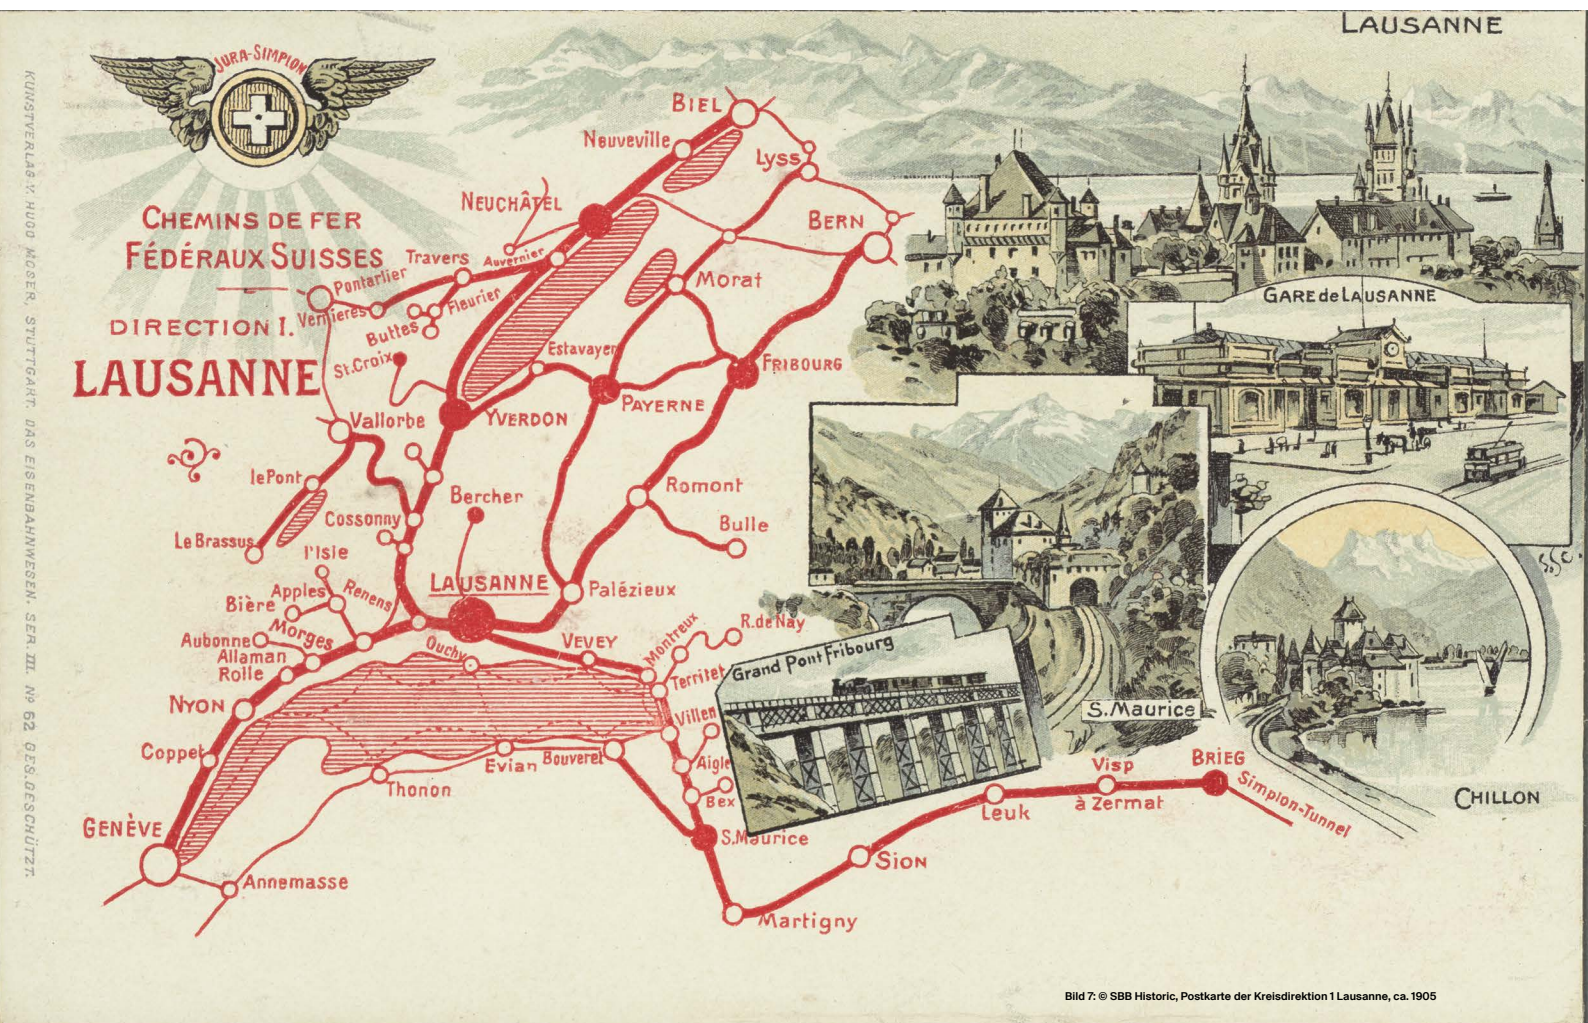 LAUSANNE
JURA-SIMPLON
CHEMINS DE FER
FÉDÉRAUX SUISSES
DIRECTION I.
LAUSANNE
KUNSTVERLAG V. HUGO MOSER, STUTTGART. DAS EISENBAHNWESEN. SER. III. Nº 62 GES. GESCHÜTZT.
BIEL
Neuveville
Lyss
NEUCHÂTEL
BERN
Travers
Auvernier
Pontarlier
Morat
Verrieres
Fleurier
Buttes
Estavayer
St. Croix
FRIBOURG
Vallorbe
YVERDON
PAYERNE
le Pont
Bercher
Romont
Cossonny
Bulle
Le Brassus
l'Isle
LAUSANNE
Palézieux
Apples
Renens
Bière
Morges
Aubonne
Allaman
Rolle
Ouchy
VEVEY
Montreux
R. de Nay
Territet
NYON
Villen
Coppet
Evian
Bouveret
Aigle
Thonon
Bex
GENÈVE
S. Maurice
Annemasse
Martigny
Sion
Leuk
Visp
à Zermat
BRIEG
Simplon-Tunnel
GARE de LAUSANNE
Grand Pont Fribourg
S. Maurice
CHILLON
Bild 7: © SBB Historic, Postkarte der Kreisdirektion 1 Lausanne, ca. 1905